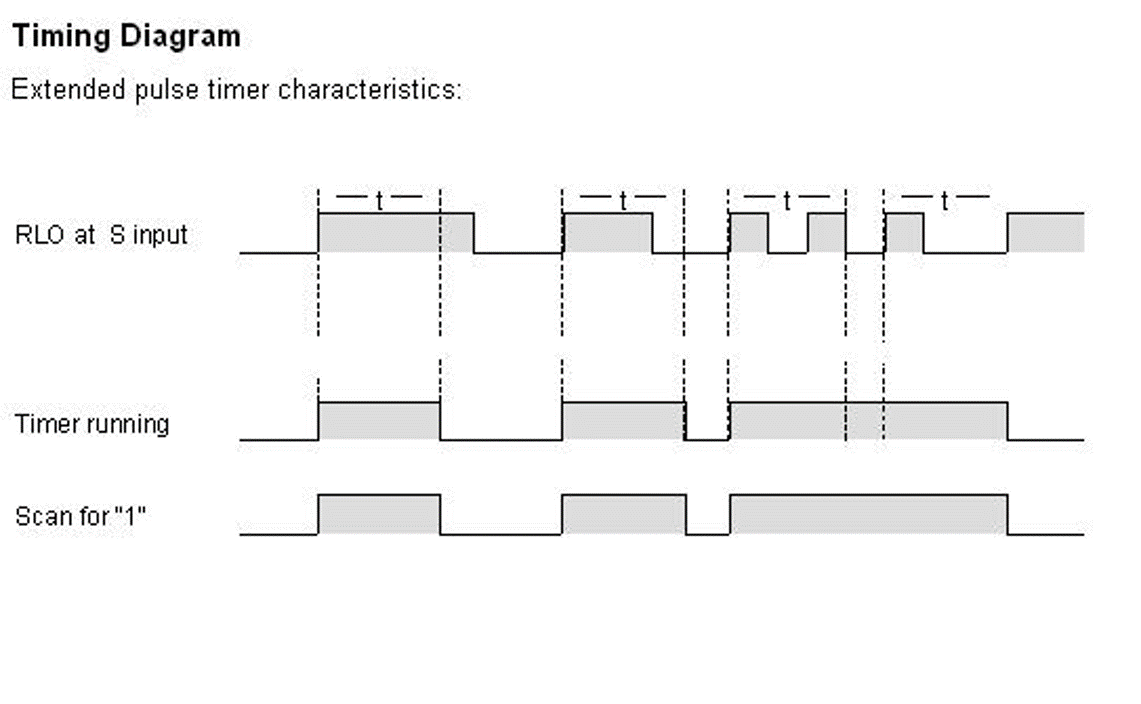 Timing Diagram
Extended pulse timer characteristics:
t t t t
RLO at S input
Timer running
Scan for "1"